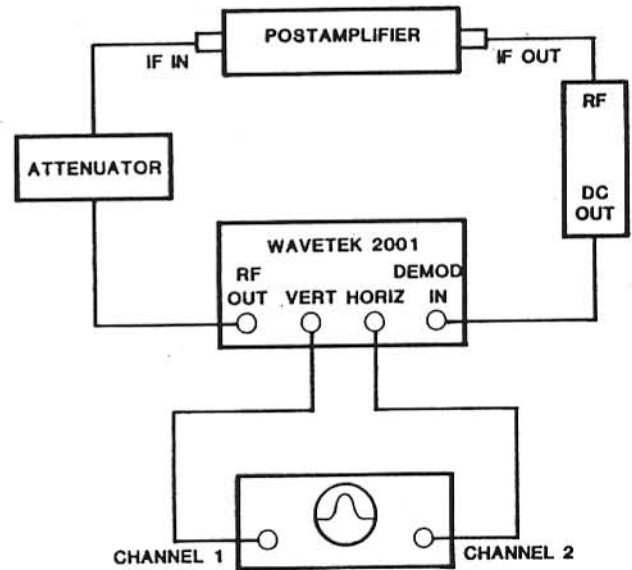 POSTAMPLIFIER
IF IN
IF OUT
RF
DC
OUT
ATTENUATOR
WAVETEK 2001
RF
OUT
VERT
HORIZ
DEMOD
IN
CHANNEL 1
CHANNEL 2